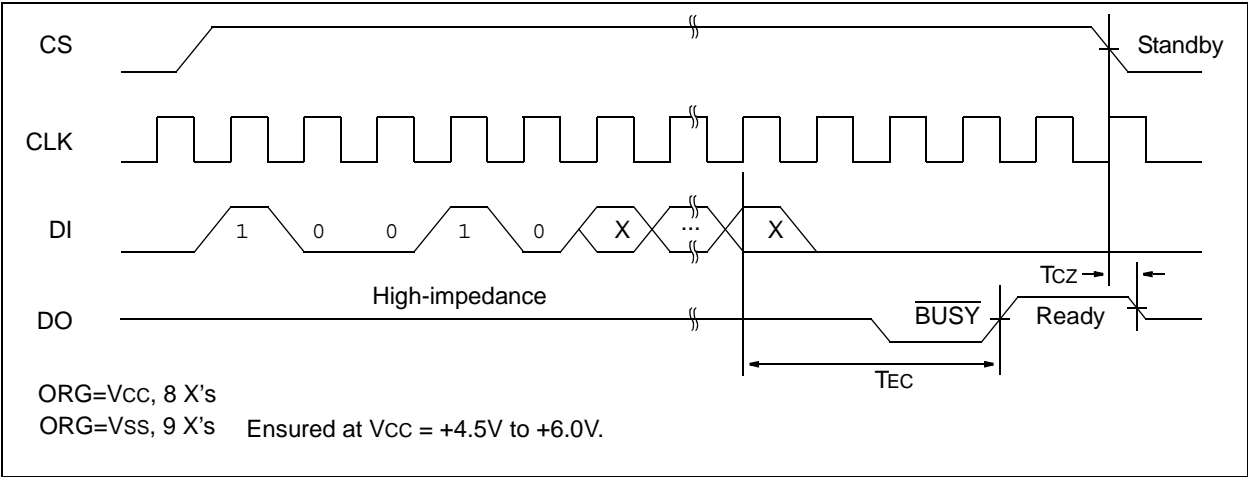 CS
Standby
CLK
DI
1 0 0 1 0 X ... X
TCZ
High-impedance
DO
BUSY
Ready
TEC
ORG=VCC, 8 X's
ORG=VSS, 9 X's
Ensured at VCC = +4.5V to +6.0V.